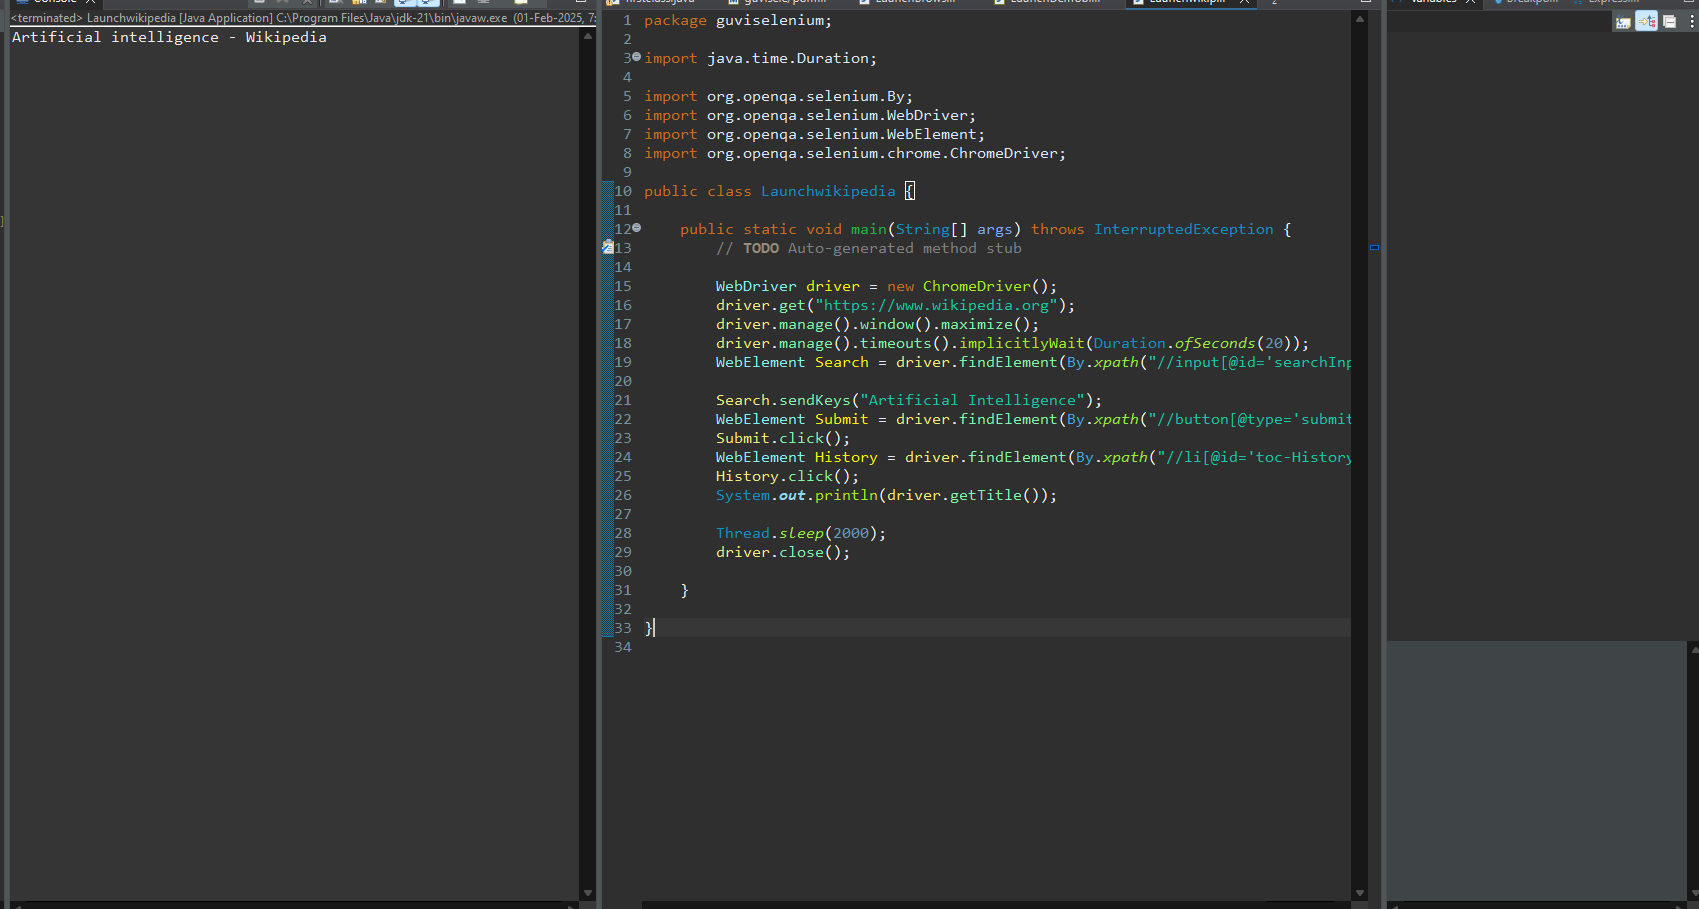 Console
<terminated> Launchwikipedia [Java Application] C:\Program Files\Java\jdk-21\bin\javaw.exe (01-Feb-2025, 7:
Artificial intelligence - Wikipedia
1 package guviselenium;
2
3 import java.time.Duration;
4
5 import org.openqa.selenium.By;
6 import org.openqa.selenium.WebDriver;
7 import org.openqa.selenium.WebElement;
8 import org.openqa.selenium.chrome.ChromeDriver;
9
10 public class Launchwikipedia {
11
12 public static void main(String[] args) throws InterruptedException {
13 // TODO Auto-generated method stub
14
15 WebDriver driver = new ChromeDriver();
16 driver.get("https://www.wikipedia.org");
17 driver.manage().window().maximize();
18 driver.manage().timeouts().implicitlyWait(Duration.ofSeconds(20));
19 WebElement Search = driver.findElement(By.xpath("//input[@id='searchInp
20
21 Search.sendKeys("Artificial Intelligence");
22 WebElement Submit = driver.findElement(By.xpath("//button[@type='submit
23 Submit.click();
24 WebElement History = driver.findElement(By.xpath("//li[@id='toc-History
25 History.click();
26 System.out.println(driver.getTitle());
27
28 Thread.sleep(2000);
29 driver.close();
30
31 }
32
33 }
34